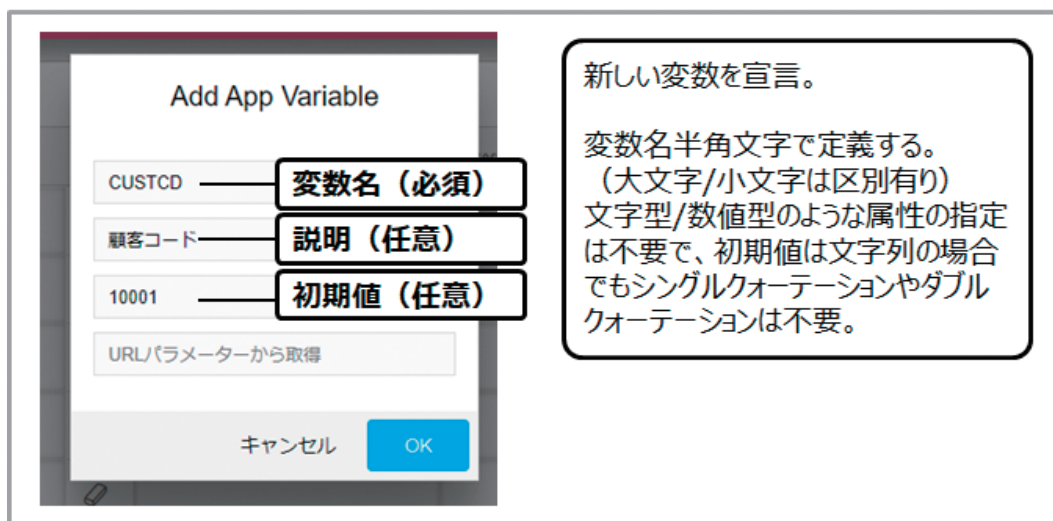 Add App Variable
CUSTCD
変数名（必須）
顧客コード
説明（任意）
10001
初期値（任意）
URLパラメーターから取得
キャンセル
OK
新しい変数を宣言。
変数名半角文字で定義する。
（大文字/小文字は区別有り）
文字型/数値型のような属性の指定
は不要で、初期値は文字列の場合
でもシングルクォーテーションやダブル
クォーテーションは不要。